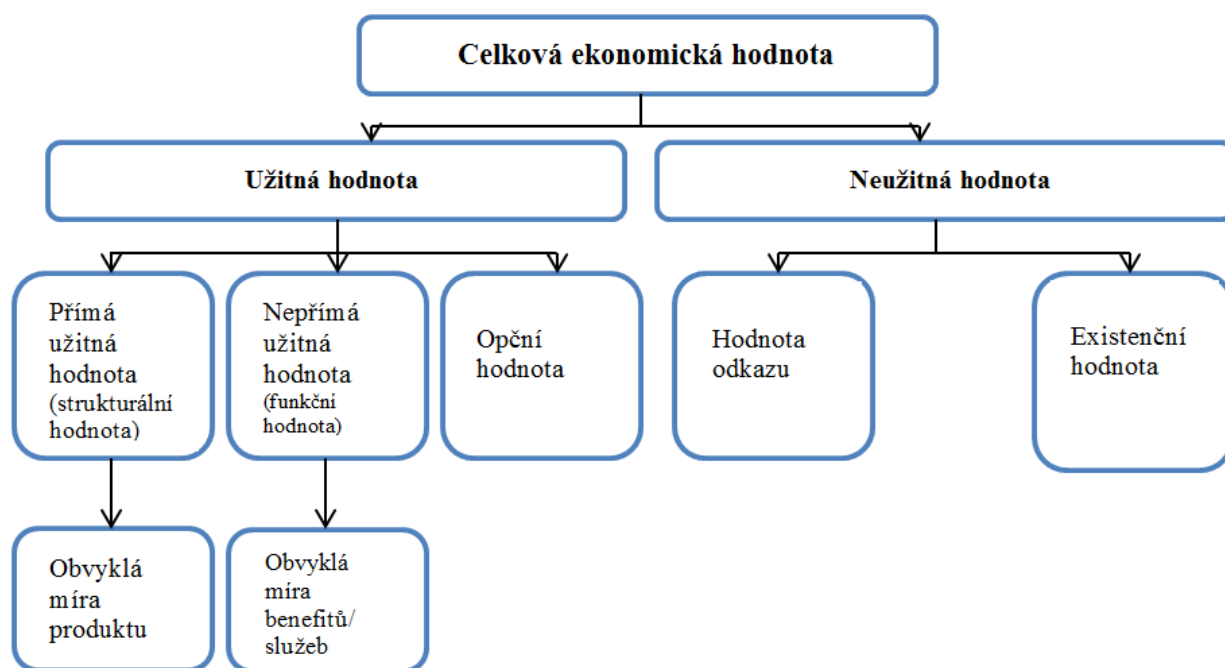 Celková ekonomická hodnota
Užitná hodnota
Neužitná hodnota
Přímá
užitná
hodnota
(strukturální
hodnota)
Nepřímá
užitná
hodnota
(funkční
hodnota)
Opční
hodnota
Hodnota
odkazu
Existenční
hodnota
Obvyklá
míra
produktu
Obvyklá
míra
benefitů/
služeb